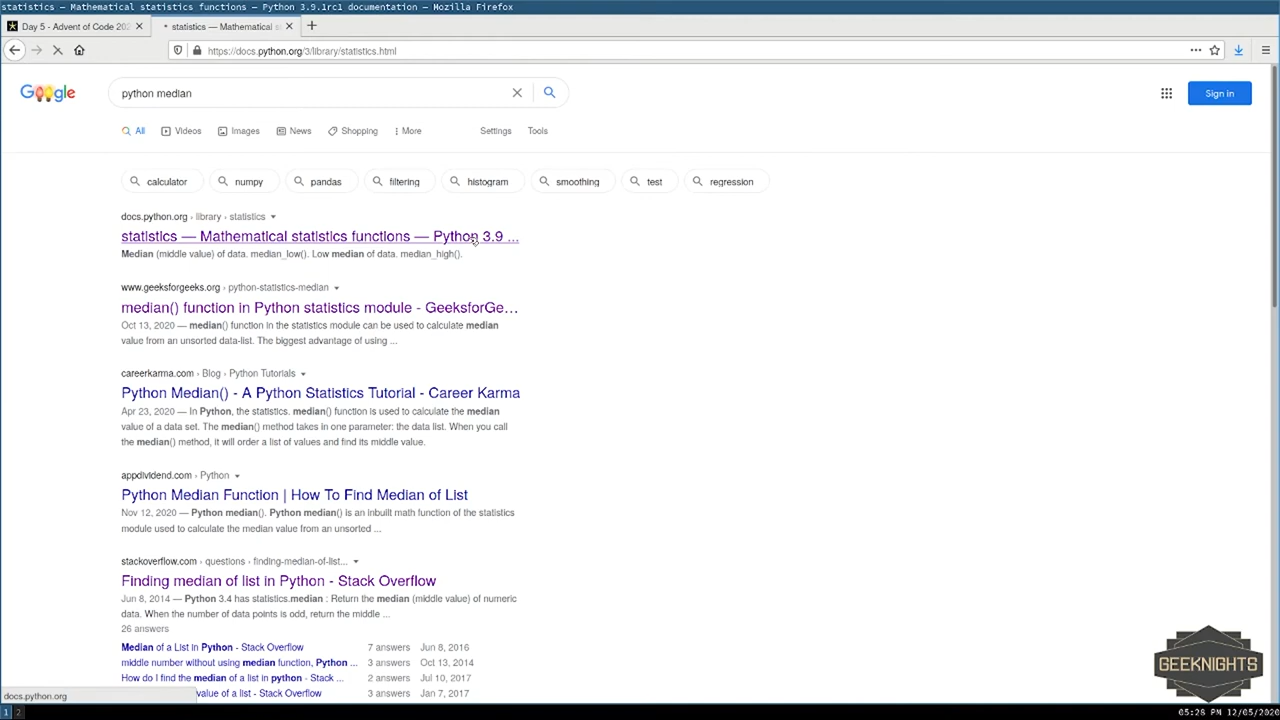 statistics — Mathematical statistics functions — Python 3.9.1rc1 documentation - Mozilla Firefox
Day 5 - Advent of Code 202
statistics — Mathematical s
https://docs.python.org/3/library/statistics.html
Google
python median
Sign in
All
Videos
Images
News
Shopping
More
Settings
Tools
calculator
numpy
pandas
filtering
histogram
smoothing
test
regression
docs.python.org › library › statistics
statistics — Mathematical statistics functions — Python 3.9 ...
Median (middle value) of data. median_low(). Low median of data. median_high().
www.geeksforgeeks.org › python-statistics-median
median() function in Python statistics module - GeeksforGe...
Oct 13, 2020 — median() function in the statistics module can be used to calculate median
value from an unsorted data-list. The biggest advantage of using ...
careerkarma.com › Blog › Python Tutorials
Python Median() - A Python Statistics Tutorial - Career Karma
Apr 23, 2020 — In Python, the statistics. median() function is used to calculate the median
value of a data set. The median() method takes in one parameter: the data list. When you call
the median() method, it will order a list of values and find its middle value.
appdividend.com › Python
Python Median Function | How To Find Median of List
Nov 12, 2020 — Python median(). Python median() is an inbuilt math function of the statistics
module used to calculate the median value from an unsorted ...
stackoverflow.com › questions › finding-median-of-list...
Finding median of list in Python - Stack Overflow
Jun 8, 2014 — Python 3.4 has statistics.median : Return the median (middle value) of numeric
data. When the number of data points is odd, return the middle ...
26 answers
Median of a List in Python - Stack Overflow 7 answers Jun 8, 2016
middle number without using median function, Python ... 3 answers Oct 13, 2014
How do I find the median of a list in python - Stack ... 2 answers Jul 10, 2017
value of a list - Stack Overflow 3 answers Jan 7, 2017
docs.python.org
GEEKNIGHTS
1 2
05:28 PM 12/05/2020